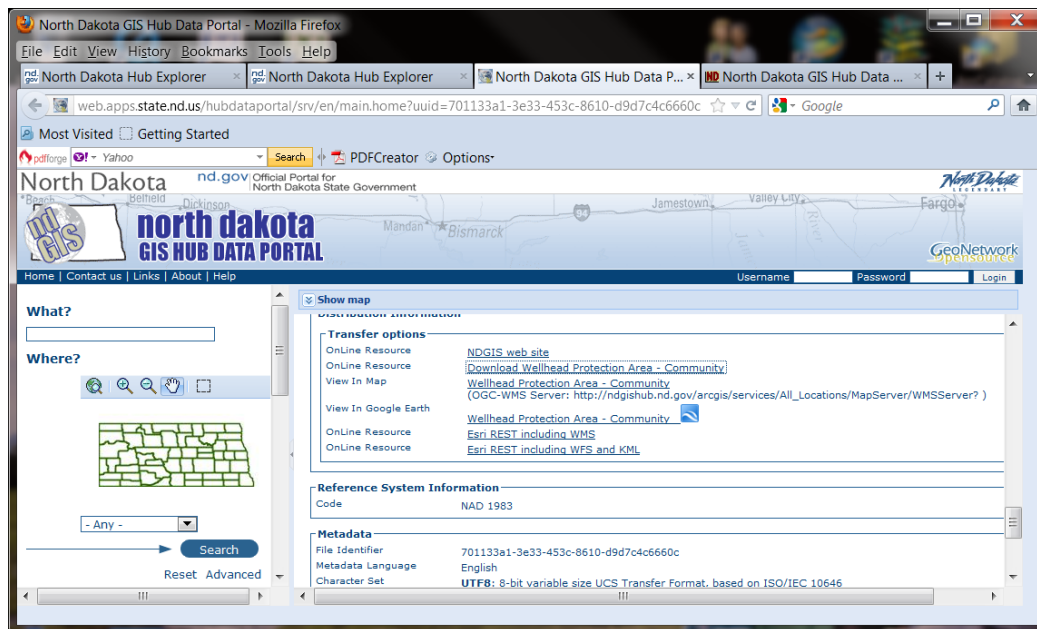 North Dakota GIS Hub Data Portal - Mozilla Firefox
File Edit View History Bookmarks Tools Help
nd.gov North Dakota Hub Explorer × nd.gov North Dakota Hub Explorer × North Dakota GIS Hub Data P... × ND North Dakota GIS Hub Data ... × +
web.apps.state.nd.us/hubdataportal/srv/en/main.home?uuid=701133a1-3e33-453c-8610-d9d7c4c6660c Google
Most Visited Getting Started
pdfforge Y! Yahoo Search PDFCreator Options
North Dakota nd.gov Official Portal for
North Dakota State Government
North Dakota
LEGENDARY
Beach Belfield Dickinson Mandan Bismarck 94 Jamestown Valley City Fargo
James River
nd GIS
north dakota
GIS HUB DATA PORTAL
GeoNetwork
opensource
Home | Contact us | Links | About | Help Username Password Login
What?
Where?
- Any -
Search
Reset Advanced
Show map
Distribution Information
Transfer options
OnLine Resource NDGIS web site
OnLine Resource Download Wellhead Protection Area - Community
View In Map Wellhead Protection Area - Community
(OGC-WMS Server: http://ndgishub.nd.gov/arcgis/services/All_Locations/MapServer/WMSServer? )
View In Google Earth Wellhead Protection Area - Community
OnLine Resource Esri REST including WMS
OnLine Resource Esri REST including WFS and KML
Reference System Information
Code NAD 1983
Metadata
File Identifier 701133a1-3e33-453c-8610-d9d7c4c6660c
Metadata Language English
Character Set UTF8: 8-bit variable size UCS Transfer Format, based on ISO/IEC 10646